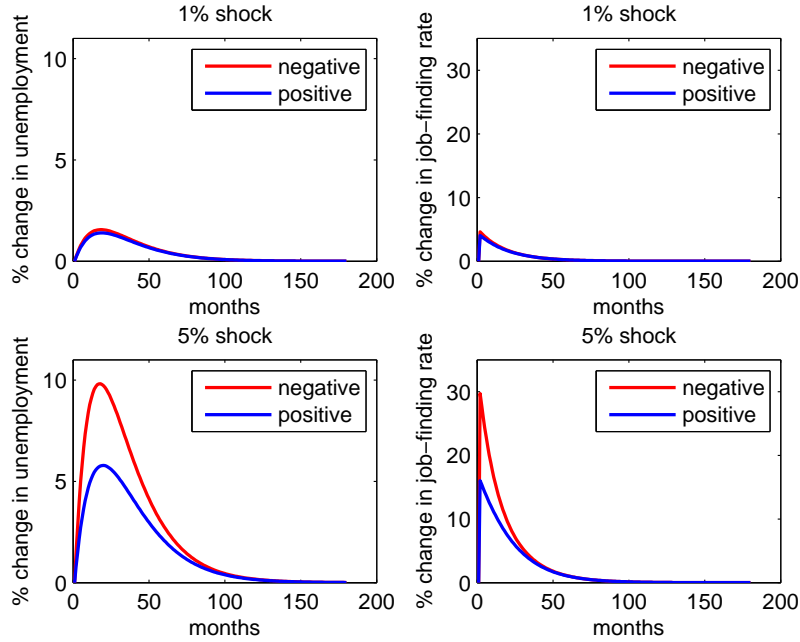 1% shock
% change in unemployment
10
5
0
negative
positive
0
50
100
150
200
months
1% shock
% change in job−finding rate
30
20
10
0
negative
positive
0
50
100
150
200
months
5% shock
% change in unemployment
10
5
0
negative
positive
0
50
100
150
200
months
5% shock
% change in job−finding rate
30
20
10
0
negative
positive
0
50
100
150
200
months